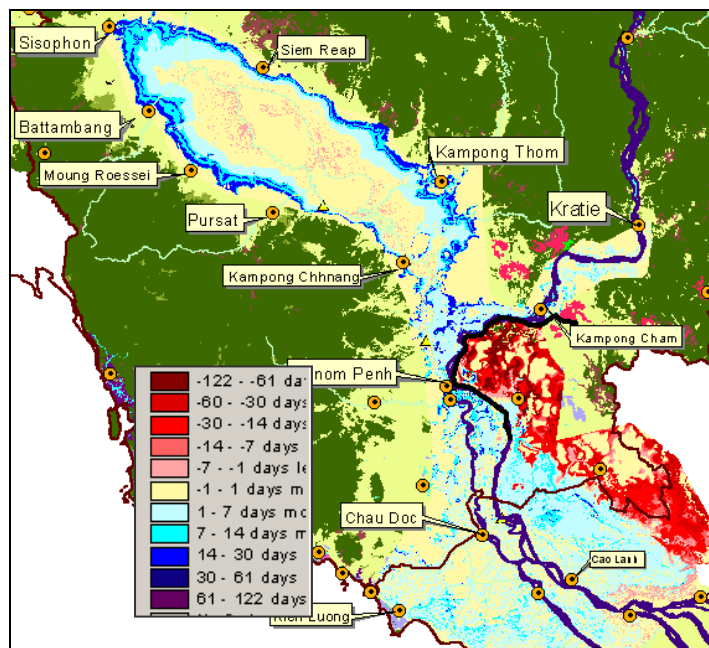 Sisophon
Siem Reap
Battambang
Kampong Thom
Moung Roessei
Pursat
Kratie
Kampong Chhnang
Kampong Cham
nom Penh
-122 - -61 da
-60 - -30 days
-30 - -14 days
-14 - -7 days
-7 - -1 days le
-1 - 1 days m
1 - 7 days mo
7 - 14 days m
14 - 30 days
30 - 61 days
61 - 122 days
Chau Doc
Cao Lanh
Kien Luong